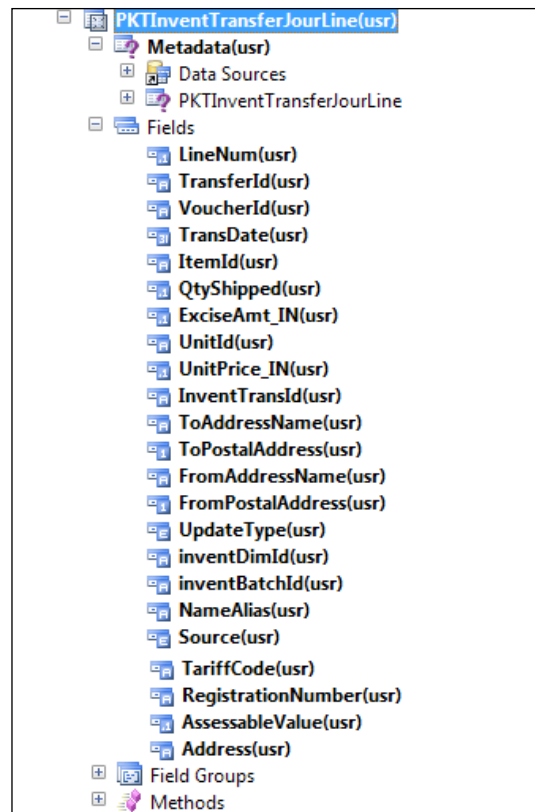 PKTInventTransferJourLine(usr)
Metadata(usr)
Data Sources
PKTInventTransferJourLine
Fields
LineNum(usr)
TransferId(usr)
VoucherId(usr)
TransDate(usr)
ItemId(usr)
QtyShipped(usr)
ExciseAmt_IN(usr)
UnitId(usr)
UnitPrice_IN(usr)
InventTransId(usr)
ToAddressName(usr)
ToPostalAddress(usr)
FromAddressName(usr)
FromPostalAddress(usr)
UpdateType(usr)
inventDimId(usr)
inventBatchId(usr)
NameAlias(usr)
Source(usr)
TariffCode(usr)
RegistrationNumber(usr)
AssessableValue(usr)
Address(usr)
Field Groups
Methods